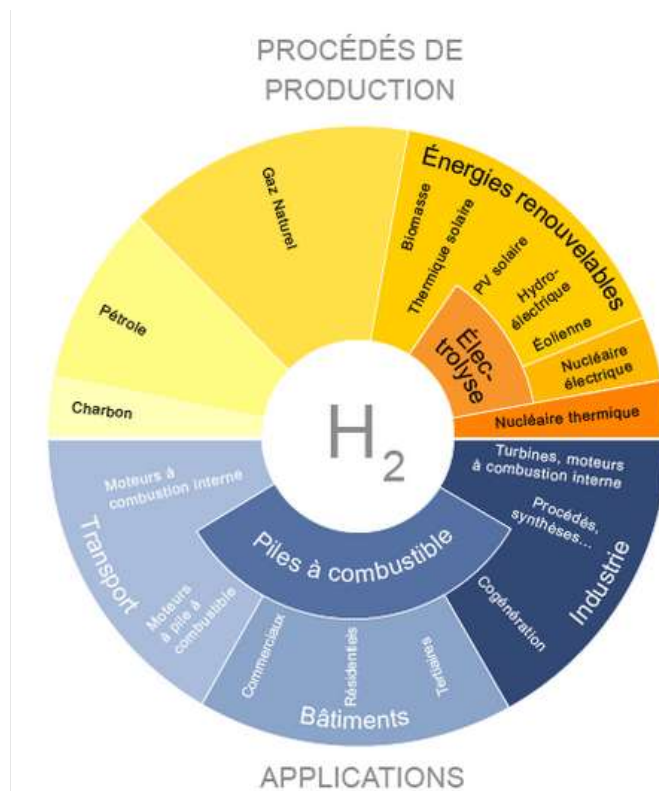 PROCÉDÉS DE
PRODUCTION
Gaz Naturel
Pétrole
Charbon
Énergies renouvelables
Biomasse
Thermique solaire
PV solaire
Hydro-
électrique
Éolienne
Élec-
trolyse
Nucléaire
électrique
Nucléaire thermique
H2
Moteurs à
combustion interne
Transport
Moteurs
à pile à
combustible
Piles à combustible
Turbines, moteurs
à combustion interne
Procédés,
synthèses...
Industrie
Cogénération
Commerciaux
Résidentiels
Tertiaires
Bâtiments
APPLICATIONS